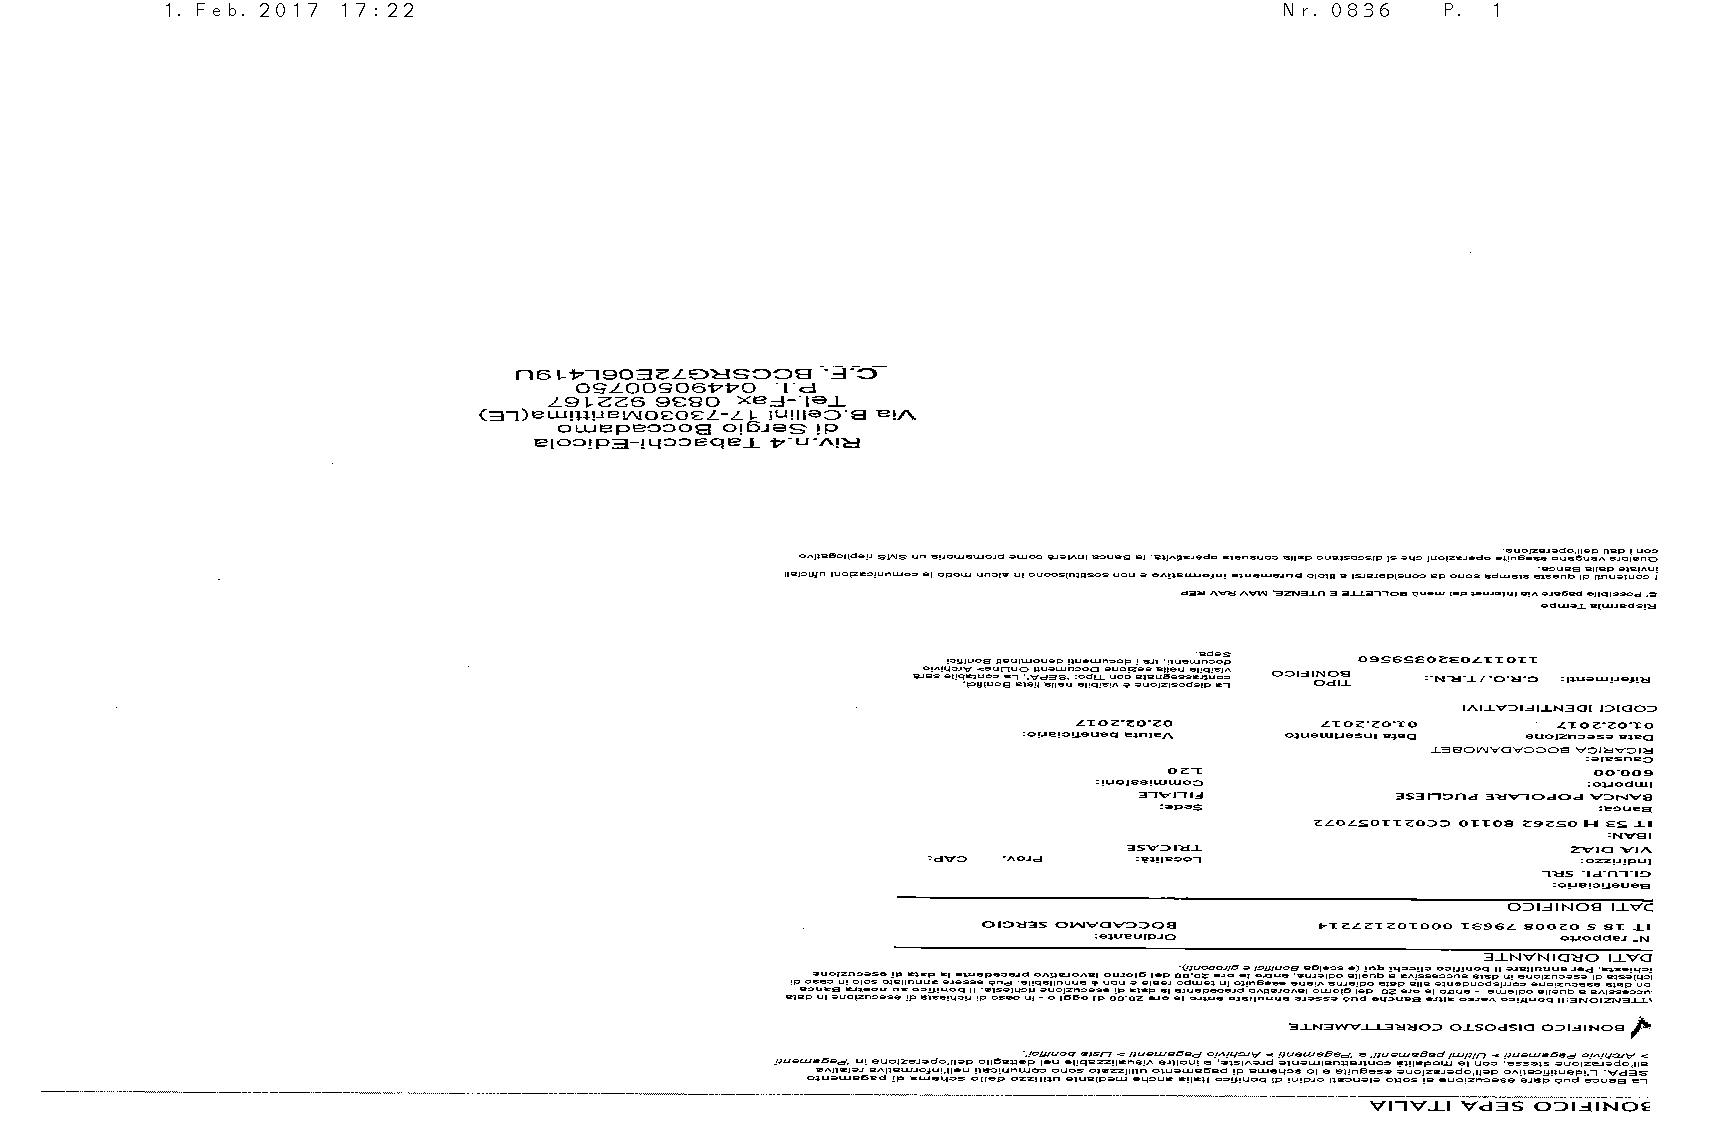 1. Feb. 2017 17:22 Nr. 0836 P. 1
BONIFICO SEPA ITALIA
La Banca può dare esecuzione ai sotto elencati ordini di bonifico Italia anche mediante utilizzo dello schema di pagamento
SEPA. L'identificativo dell'operazione eseguita e lo schema di pagamento utilizzato sono comunicati nell'informativa relativa
all'operazione stessa, con le modalità contrattualmente previste, e inoltre visualizzabile nel dettaglio dell'operazione in "Pagamenti
> Archivio Pagamenti > Ultimi pagamenti" e "Pagamenti > Archivio Pagamenti > Lista bonifici".
BONIFICO DISPOSTO CORRETTAMENTE
ATTENZIONE:Il bonifico verso altre Banche può essere annullato entro le ore 20.00 di oggi o - in caso di richiesta di esecuzione in data
successiva a quella odierna - entro le ore 20 del giorno lavorativo precedente la data di esecuzione richiesta. Il bonifico su nostra Banca
con data esecuzione corrispondente alla data odierna viene eseguito in tempo reale e non è annullabile. Può essere annullato solo in caso di
richiesta di esecuzione in data successiva a quella odierna, entro le ore 20.00 del giorno lavorativo precedente la data di esecuzione
richiesta. Per annullare il bonifico clicchi qui (e scelga Bonifici e giroconti).
DATI ORDINANTE
N° rapporto Ordinante:
IT 18 S 02008 79631 000102127214 BOCCADAMO SERGIO
DATI BONIFICO
Beneficiario:
GI.LU.PI. SRL
Indirizzo: Località: Prov. CAP:
VIA DIAZ TRICASE
IBAN:
IT 53 H 05262 80110 CC0211057072
Banca: Sede:
BANCA POPOLARE PUGLIESE FILIALE
Importo: Commissioni:
600.00 1.20
Causale:
RICARICA BOCCADAMOBET
Data esecuzione Data inserimento Valuta beneficiario:
01.02.2017 01.02.2017 02.02.2017
CODICI IDENTIFICATIVI
Riferimenti: C.R.O./T.R.N.: TIPO
BONIFICO
1101170320359560
La disposizione è visibile nella lista Bonifici,
contrassegnata con Tipo: "SEPA". La contabile sarà
visibile nella sezione Documenti OnLine> Archivio
documenti, tra i documenti denominati Bonifici
Sepa.
Risparmia Tempo
E' Possibile pagare via Internet dal menù BOLLETTE E UTENZE, MAV RAV REP
I contenuti di questa stampa sono da considerarsi a titolo puramente informativo e non sostituiscono in alcun modo le comunicazioni ufficiali
inviate dalla Banca.
Qualora vengano eseguite operazioni che si discostano dalla consueta operatività, la Banca invierà come promemoria un SMS riepilogativo
con i dati dell'operazione.
Riv.n.4 Tabacchi-Edicola
di Sergio Boccadamo
Via B.Cellini 17-73030Marittima(LE)
Tel.-Fax 0836 922167
P.I. 04490500750
C.F. BCCSRG72E06L419U